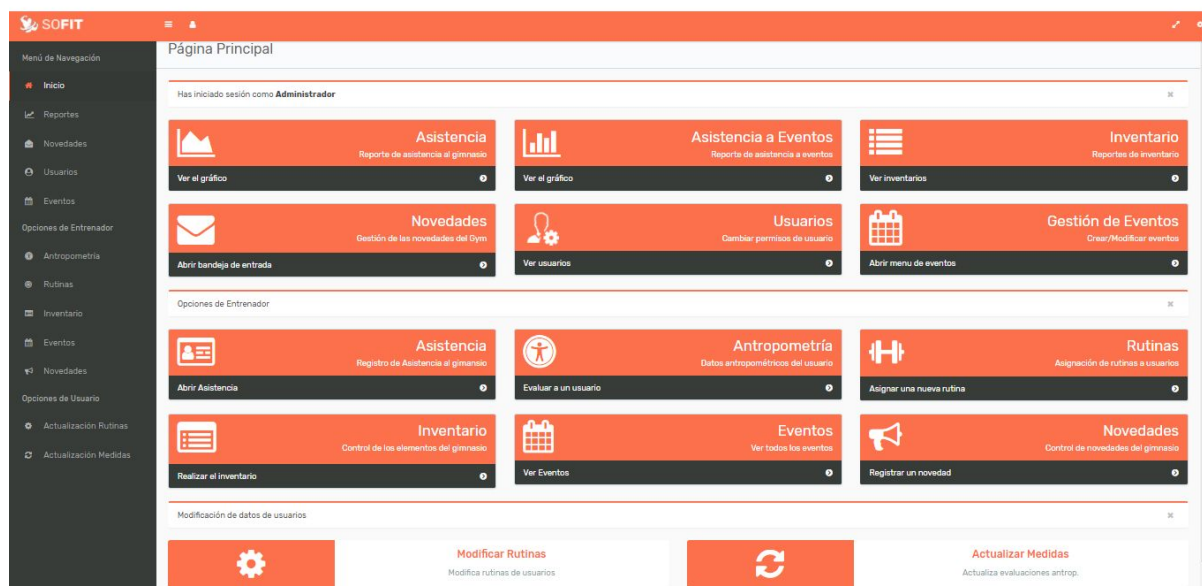 SOFIT
Menú de Navegación
Inicio
Reportes
Novedades
Usuarios
Eventos
Opciones de Entrenador
Antropometría
Rutinas
Inventario
Eventos
Novedades
Opciones de Usuario
Actualización Rutinas
Actualización Medidas
Página Principal
Has iniciado sesión como Administrador
Asistencia
Reporte de asistencia al gimnasio
Ver el gráfico
Asistencia a Eventos
Reporte de asistencia a eventos
Ver el gráfico
Inventario
Reportes de inventario
Ver inventarios
Novedades
Gestión de las novedades del Gym
Abrir bandeja de entrada
Usuarios
Cambiar permisos de usuario
Ver usuarios
Gestión de Eventos
Crear/Modificar eventos
Abrir menu de eventos
Opciones de Entrenador
Asistencia
Registro de Asistencia al gimansio
Abrir Asistencia
Antropometría
Datos antropométricos del usuario
Evaluar a un usuario
Rutinas
Asignación de rutinas a usuarios
Asignar una nueva rutina
Inventario
Control de los elementos del gimnasio
Realizar el inventario
Eventos
Ver todos los eventos
Ver Eventos
Novedades
Control de novedades del gimnasio
Registrar un novedad
Modificación de datos de usuarios
Modificar Rutinas
Modifica rutinas de usuarios
Actualizar Medidas
Actualiza evaluaciones antrop.